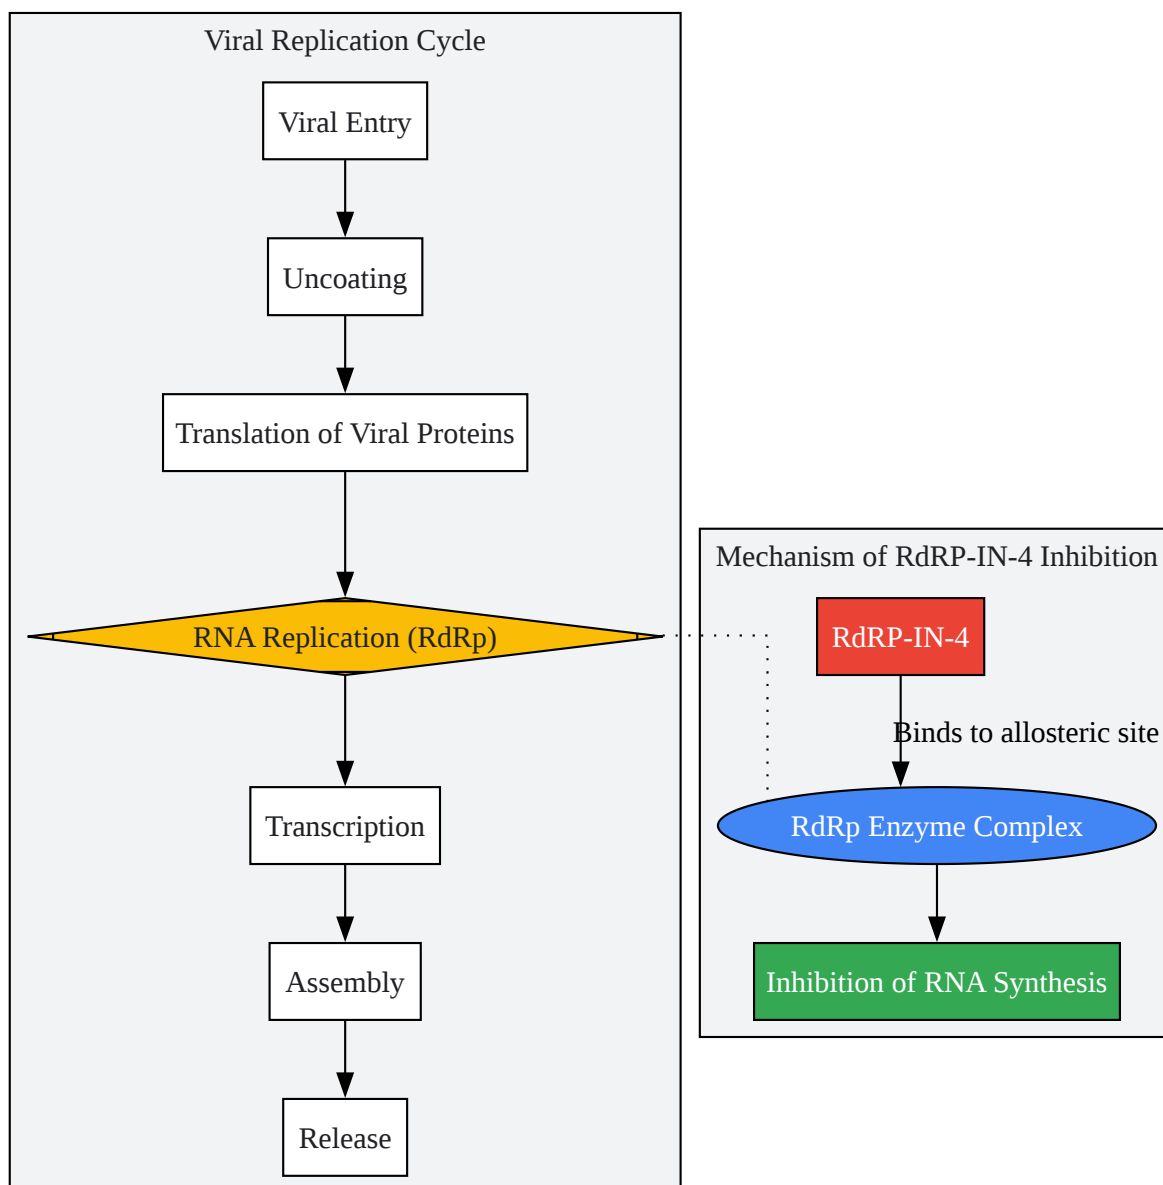 Viral Replication Cycle
Viral Entry
Uncoating
Translation of Viral Proteins
RNA Replication (RdRp)
Transcription
Assembly
Release
Mechanism of RdRP-IN-4 Inhibition
RdRP-IN-4
Binds to allosteric site
RdRp Enzyme Complex
Inhibition of RNA Synthesis